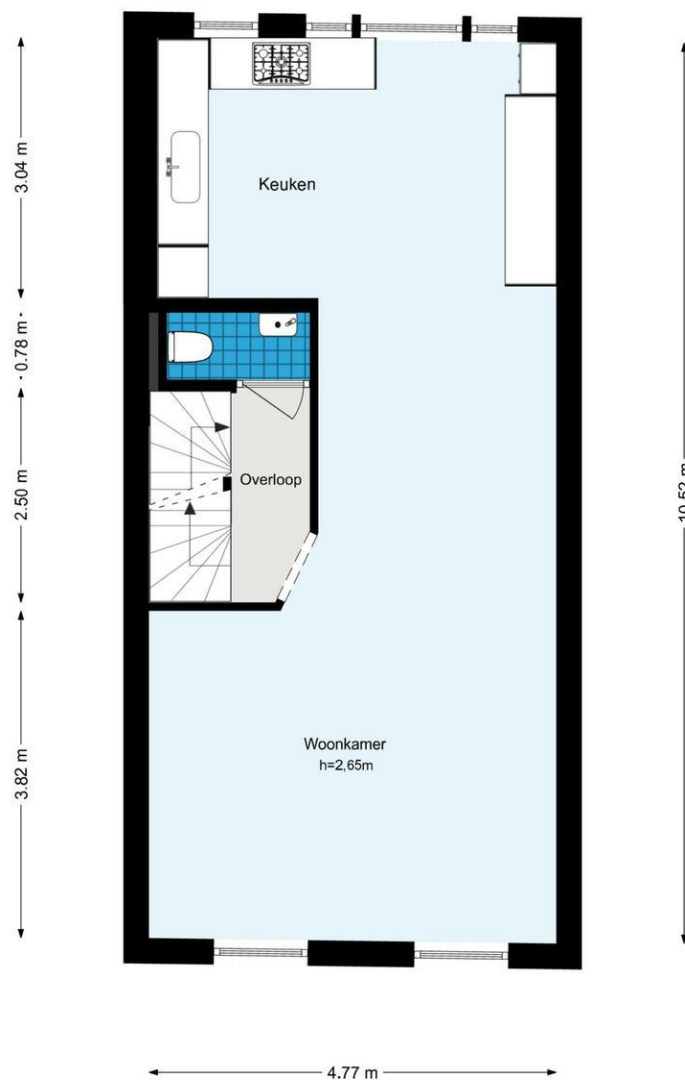 Keuken
3.04 m
0.78 m
Overloop
2.50 m
10.52 m
Woonkamer
h=2,65m
3.82 m
4.77 m